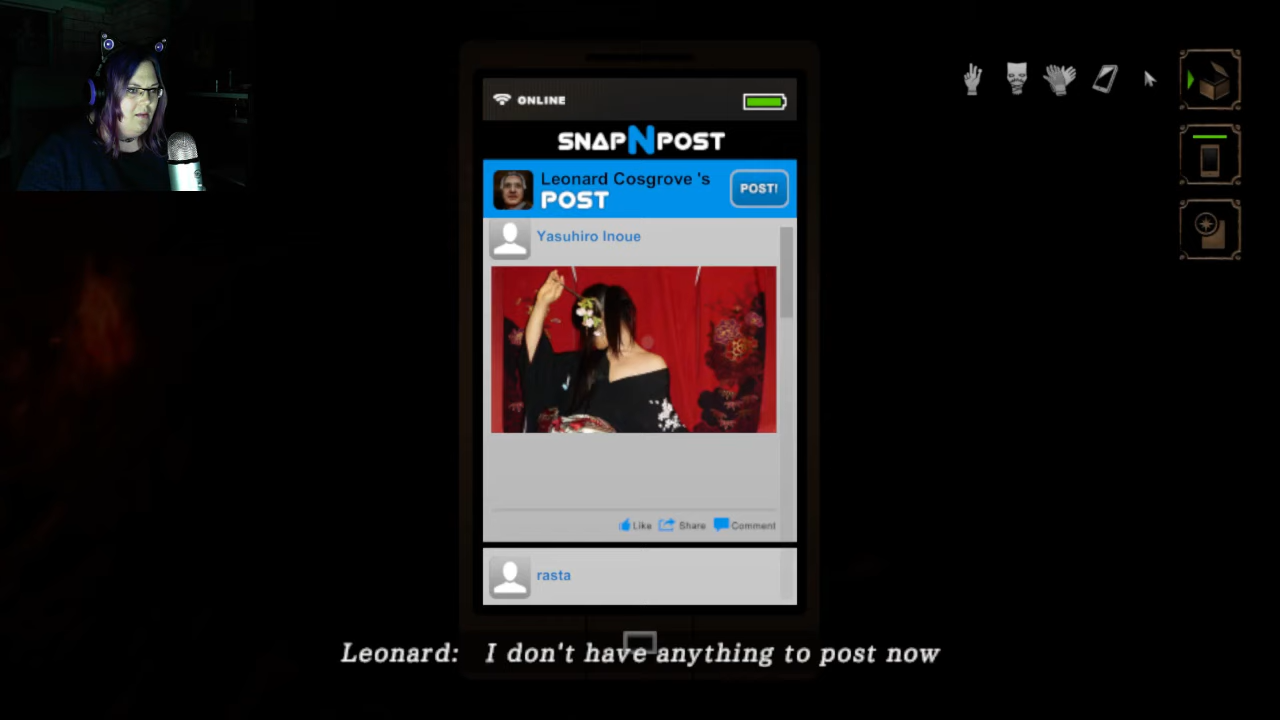 ONLINE
SNAPNPOST
Leonard Cosgrove 's
POST
POST!
Yasuhiro Inoue
Like Share Comment
rasta
Leonard: I don't have anything to post now